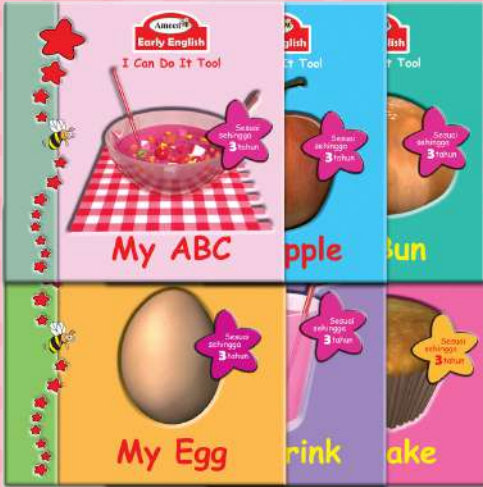 Ameen
Early English
I Can Do It Too!
Sesuai
sehingga
3 tahun
My ABC
glish
It Too!
Sesuai
sehingga
3 tahun
pple
It Too!
Sesuai
sehingga
3 tahun
Bun
Sesuai
sehingga
3 tahun
My Egg
Sesuai
sehingga
3 tahun
rink
Sesuai
sehingga
3 tahun
ake